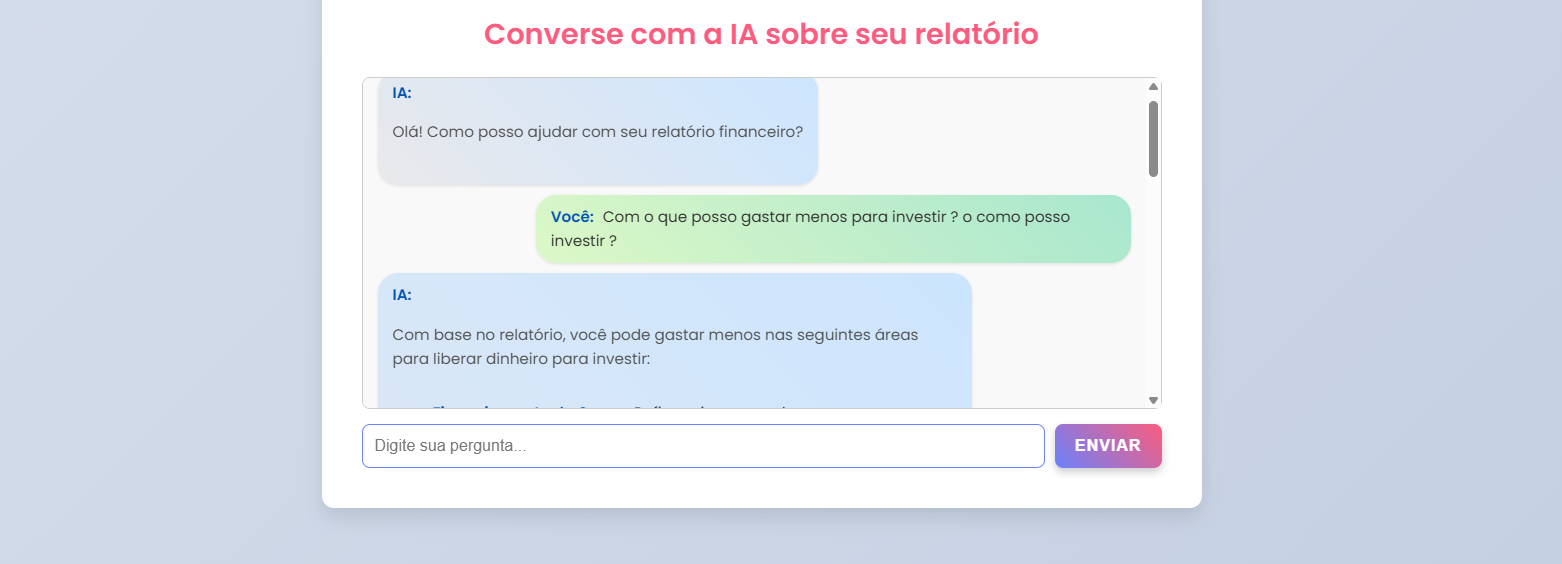 Converse com a IA sobre seu relatório
IA:
Olá! Como posso ajudar com seu relatório financeiro?
Você: Com o que posso gastar menos para investir ? o como posso
investir ?
IA:
Com base no relatório, você pode gastar menos nas seguintes áreas
para liberar dinheiro para investir:
Digite sua pergunta...
ENVIAR